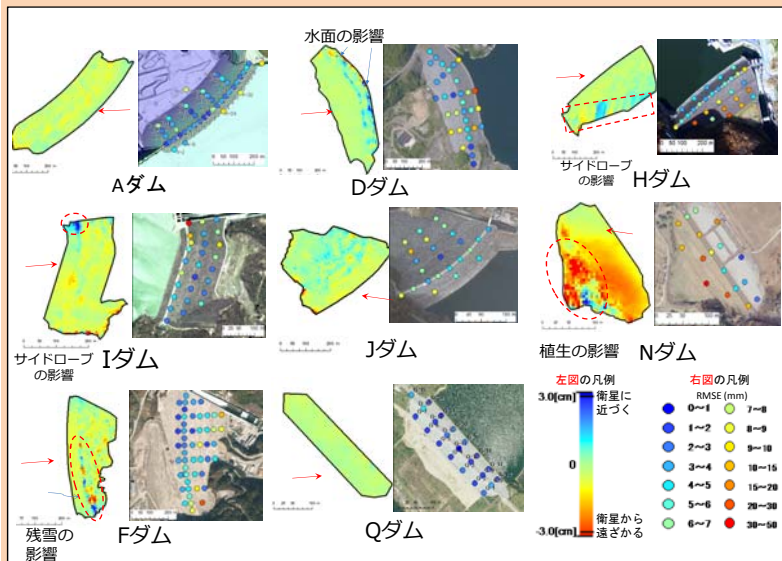 水面の影響
Aダム
Dダム
サイドローブ
の影響
Hダム
サイドローブ
の影響
Iダム
Jダム
植生の影響
Nダム
残雪の
影響
Fダム
Qダム
左図の凡例
3.0[cm]
衛星に
近づく
0
-3.0[cm]
衛星から
遠ざかる
右図の凡例
RMSE (mm)
0～1
1～2
2～3
3～4
4～5
5～6
6～7
7～8
8～9
9～10
10～15
15～20
20～30
30～50